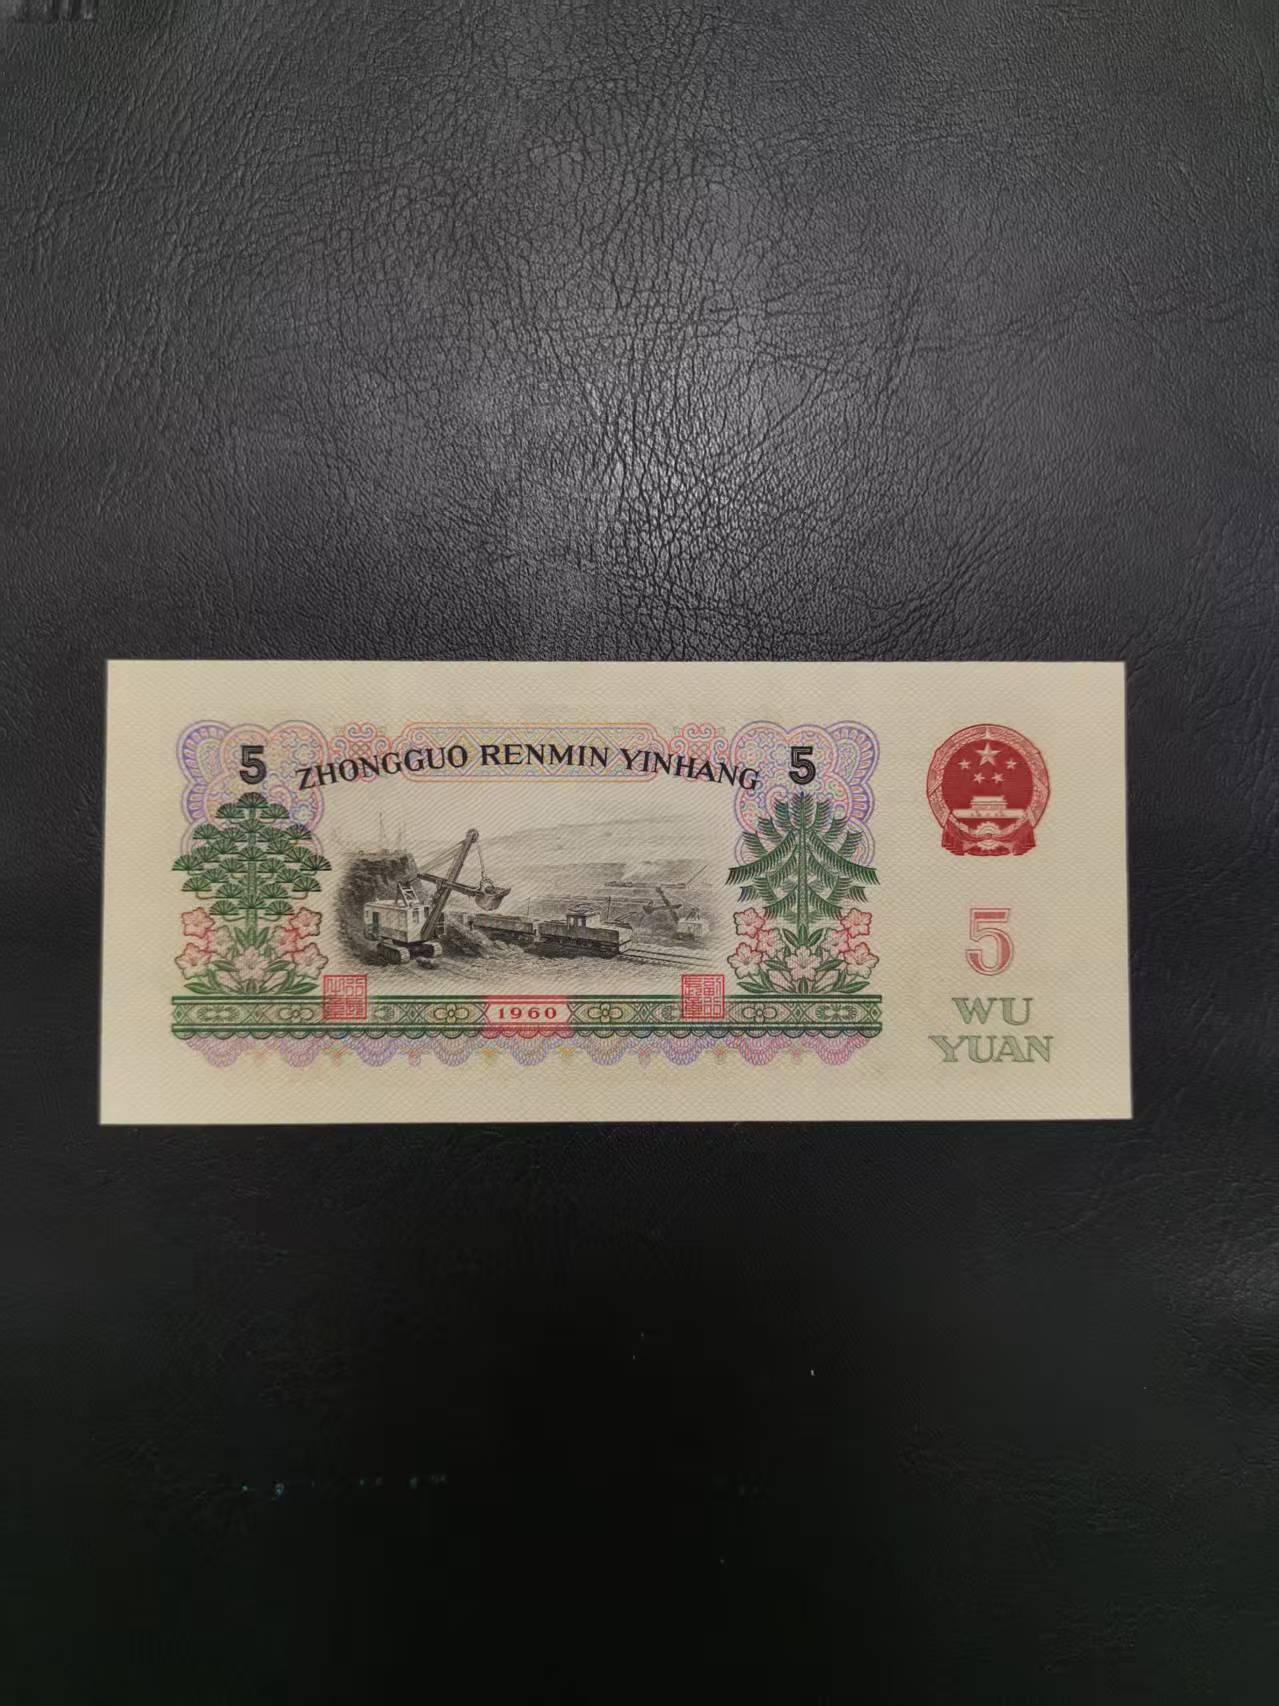 5 ZHONGGUO RENMIN YINHANG 5
1960
5
WU
YUAN